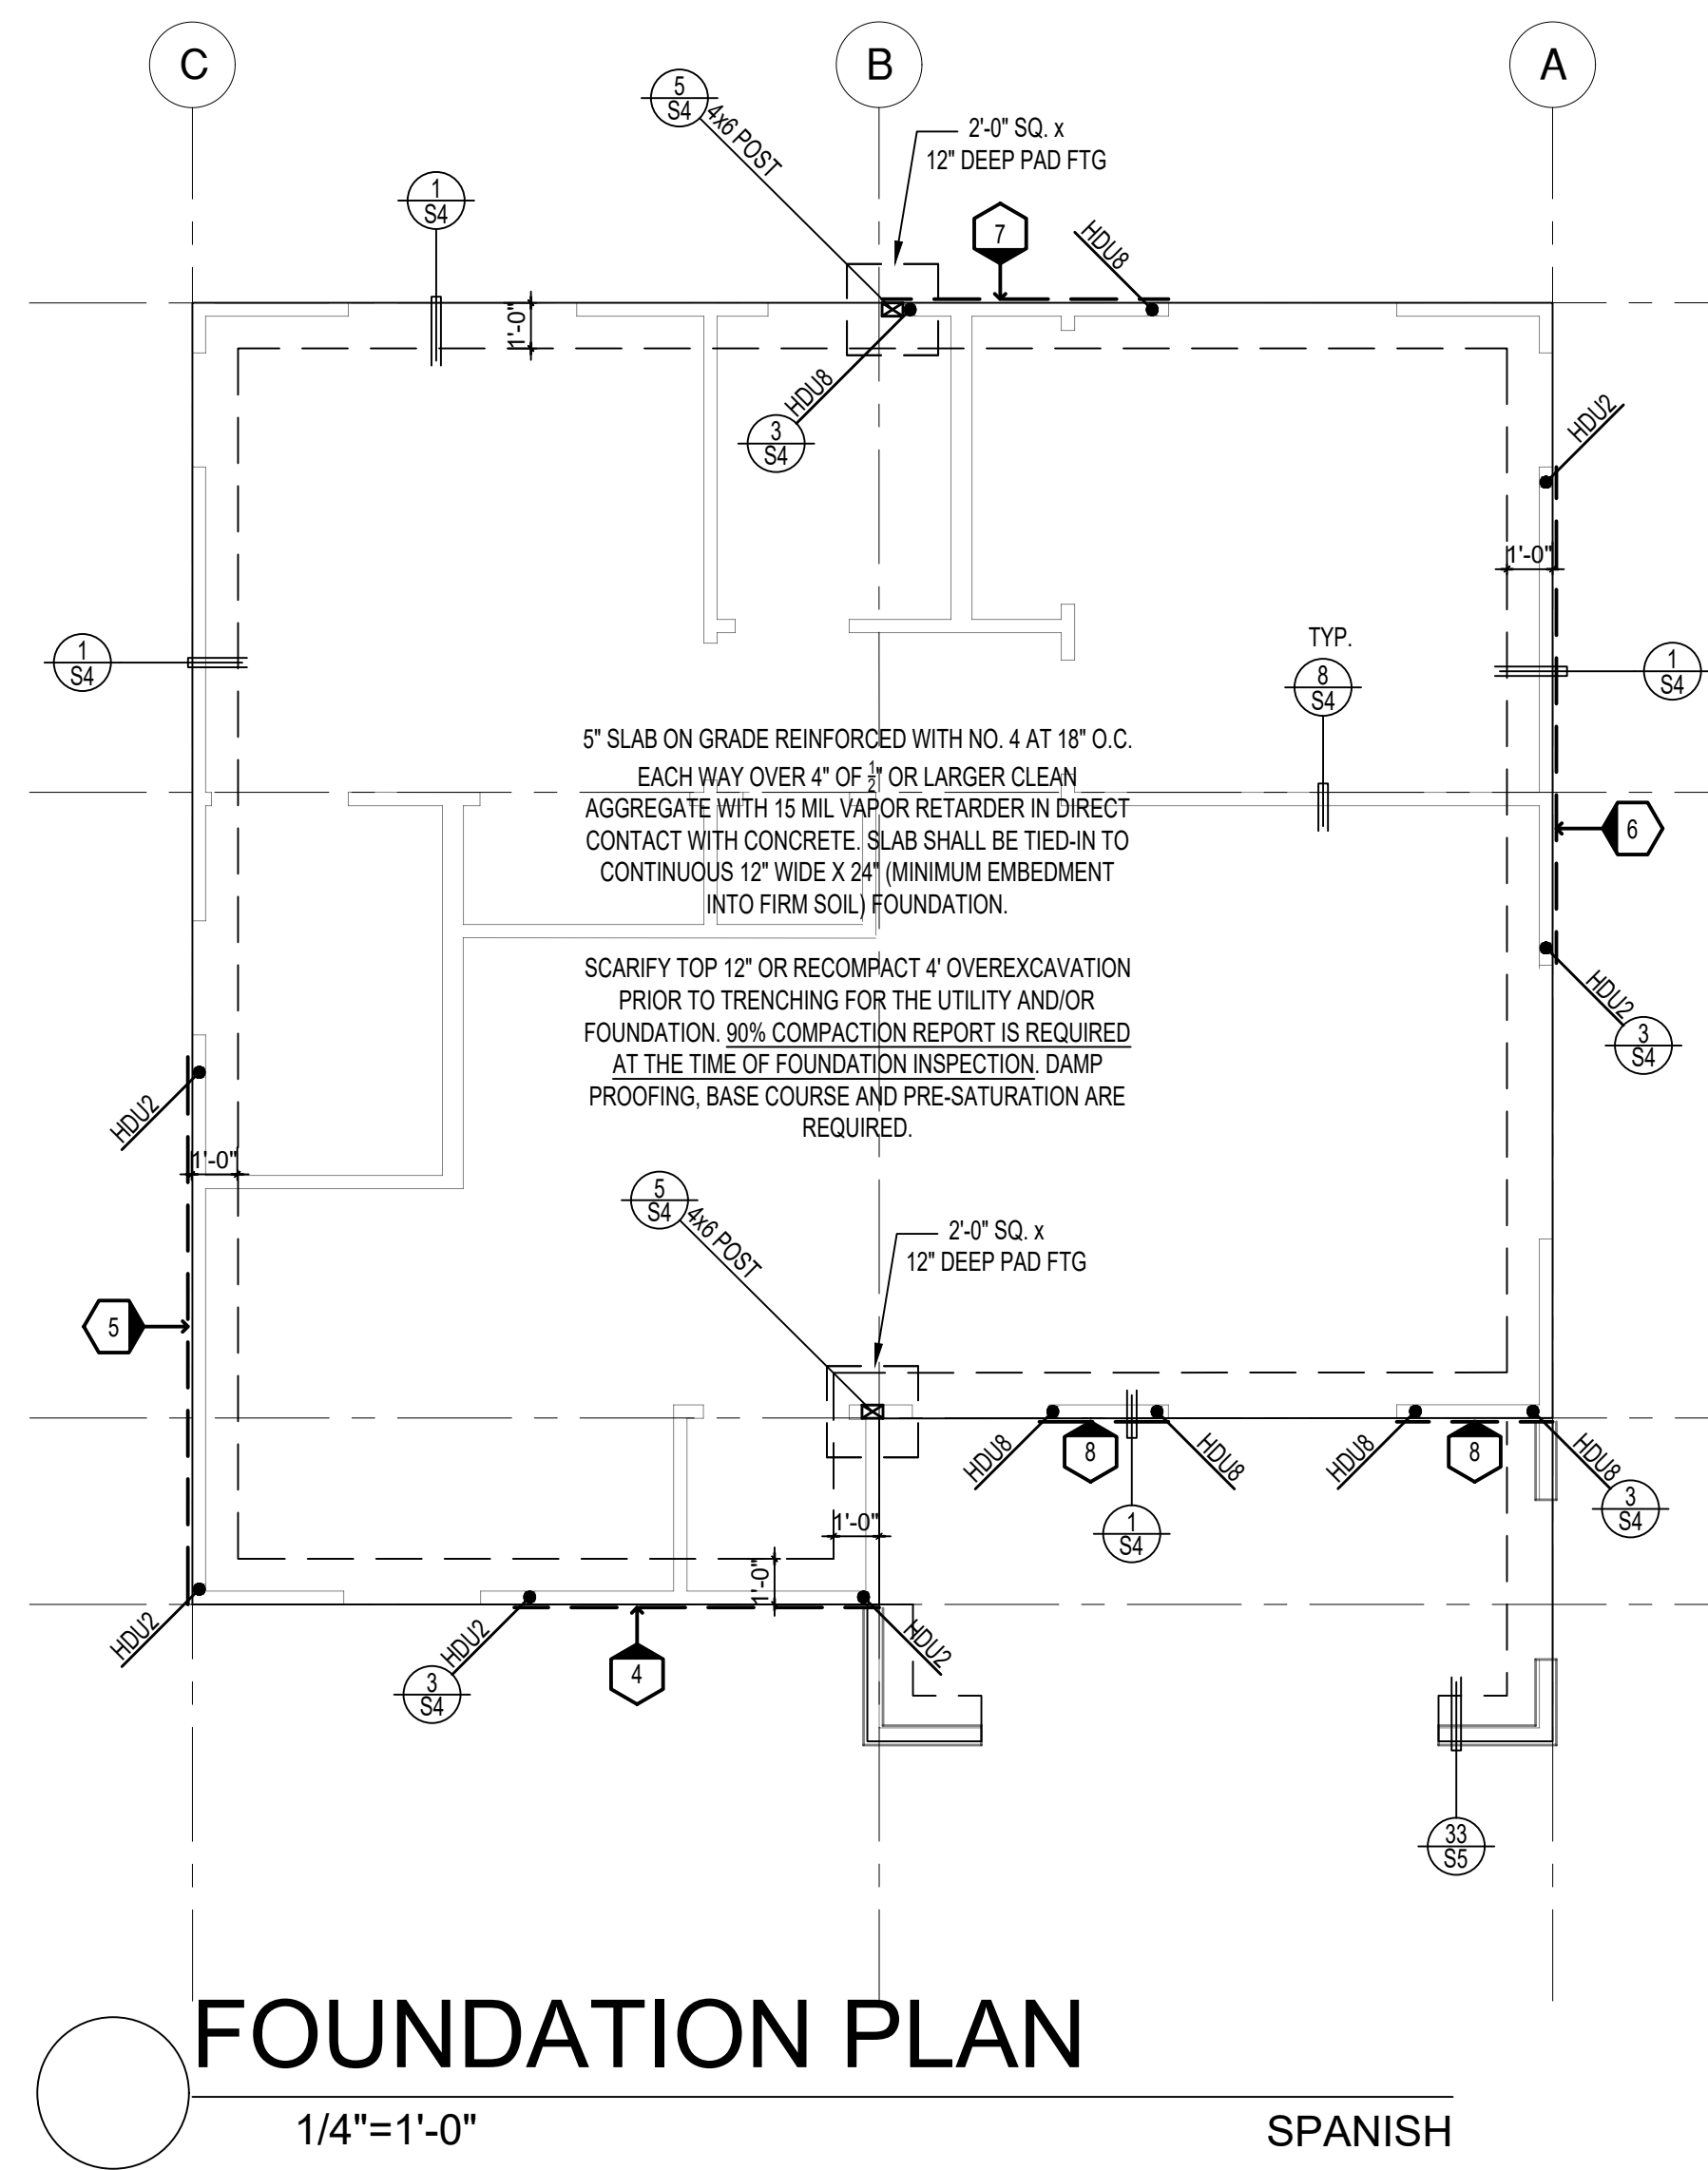 C
B
A
5
S4
4x6 POST
2'-0" SQ. x
12" DEEP PAD FTG
1
S4
7
HDU8
1'-0"
HDU8
3
S4
HDU2
1'-0"
TYP.
8
S4
1
S4
1
S4
5" SLAB ON GRADE REINFORCED WITH NO. 4 AT 18" O.C.
EACH WAY OVER 4" OF 1/2" OR LARGER CLEAN
AGGREGATE WITH 15 MIL VAPOR RETARDER IN DIRECT
CONTACT WITH CONCRETE. SLAB SHALL BE TIED-IN TO
CONTINUOUS 12" WIDE X 24" (MINIMUM EMBEDMENT
INTO FIRM SOIL) FOUNDATION.
6
SCARIFY TOP 12" OR RECOMPACT 4' OVEREXCAVATION
PRIOR TO TRENCHING FOR THE UTILITY AND/OR
FOUNDATION. 90% COMPACTION REPORT IS REQUIRED
AT THE TIME OF FOUNDATION INSPECTION. DAMP
PROOFING, BASE COURSE AND PRE-SATURATION ARE
REQUIRED.
HDU2
3
S4
HDU2
1'-0"
5
S4
4x6 POST
2'-0" SQ. x
12" DEEP PAD FTG
5
HDU8
8
HDU8
HDU8
8
HDU8
3
S4
1
S4
1'-0"
1'-0"
HDU2
HDU2
3
S4
4
HDU2
33
S5
FOUNDATION PLAN
1/4"=1'-0"
SPANISH